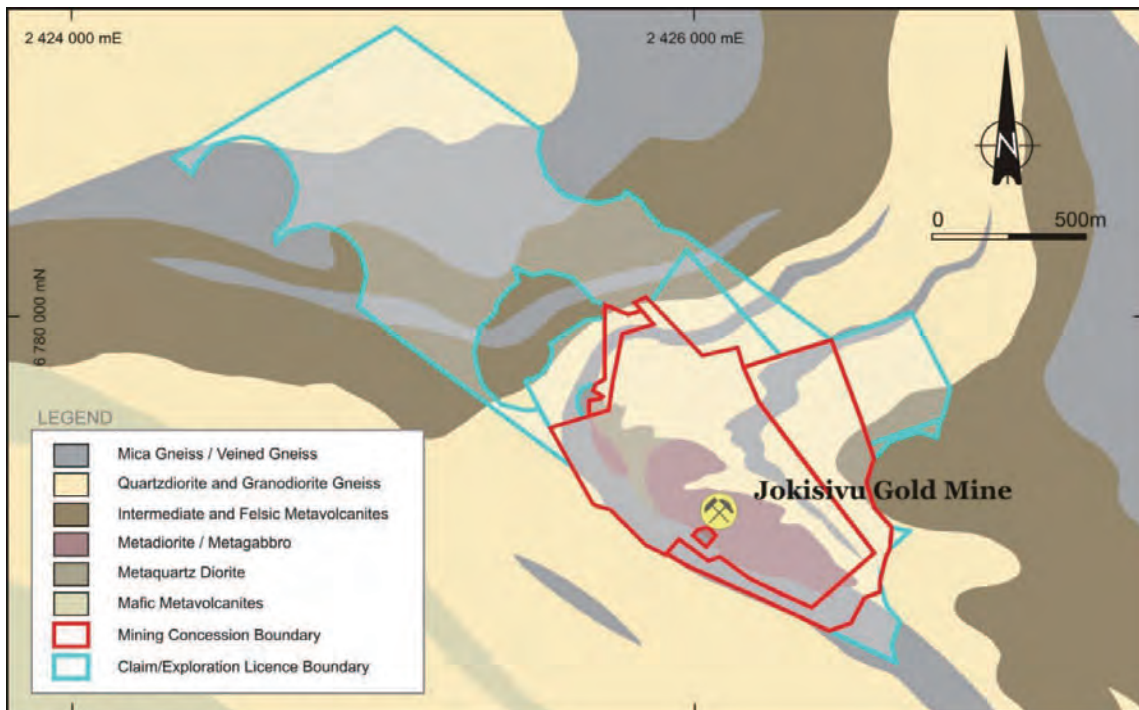 2 424 000 mE
2 426 000 mE
N
0 500m
6 780 000 mN
Jokisivu Gold Mine
LEGEND
Mica Gneiss / Veined Gneiss
Quartzdiorite and Granodiorite Gneiss
Intermediate and Felsic Metavolcanites
Metadiorite / Metagabbro
Metaquartz Diorite
Mafic Metavolcanites
Mining Concession Boundary
Claim/Exploration Licence Boundary